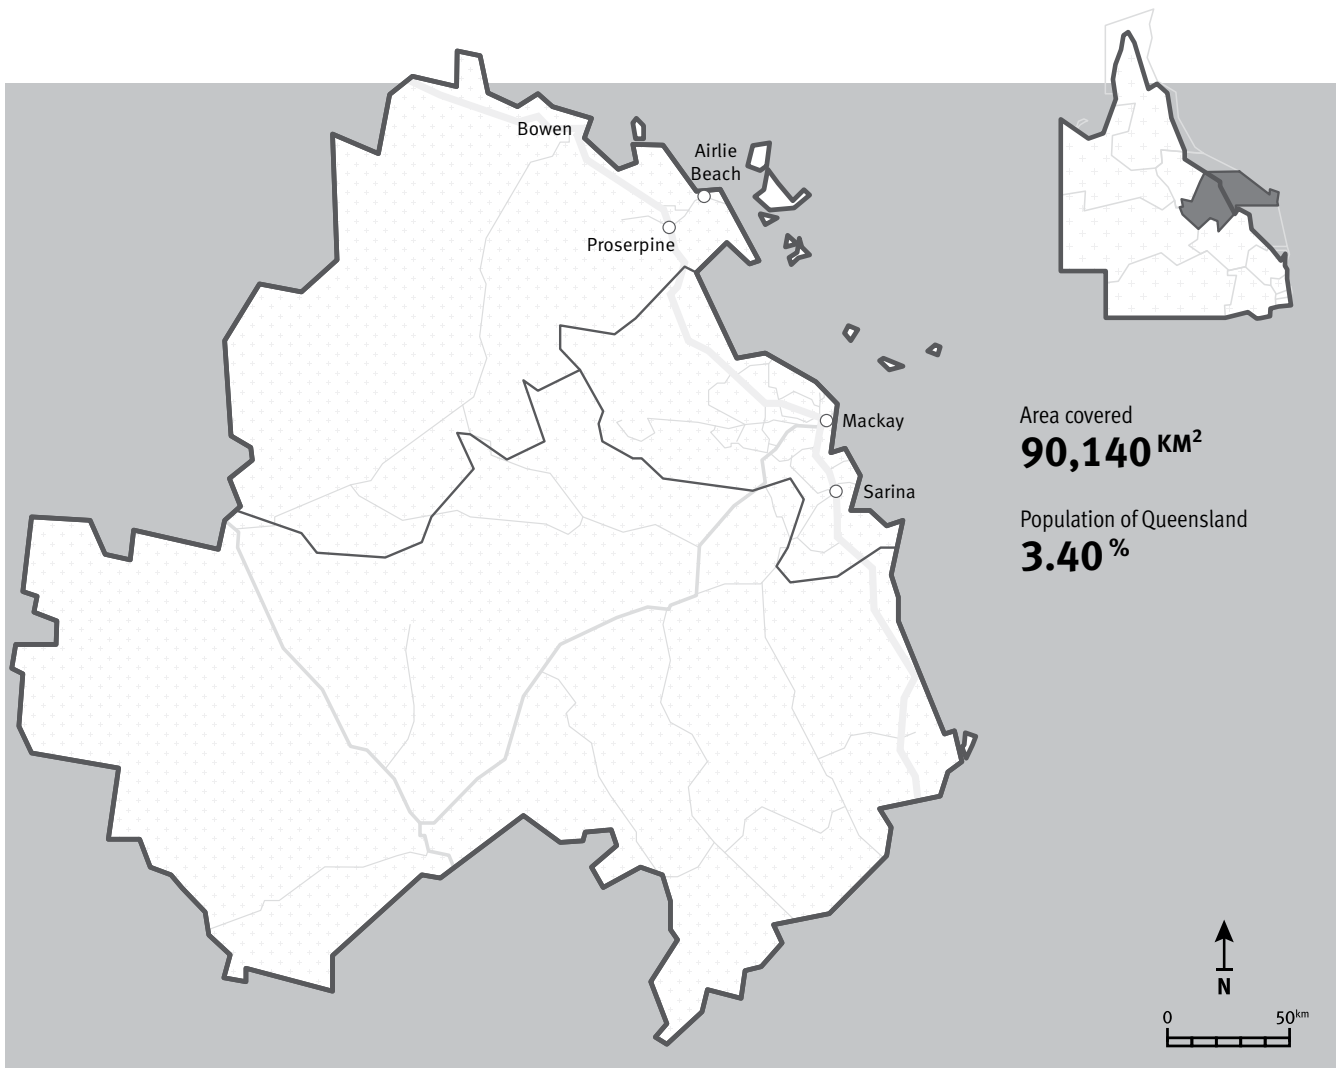 Bowen
Airlie
Beach
Proserpine
Mackay
Sarina
Area covered
90,140 KM²
Population of Queensland
3.40 %
N
0 50km